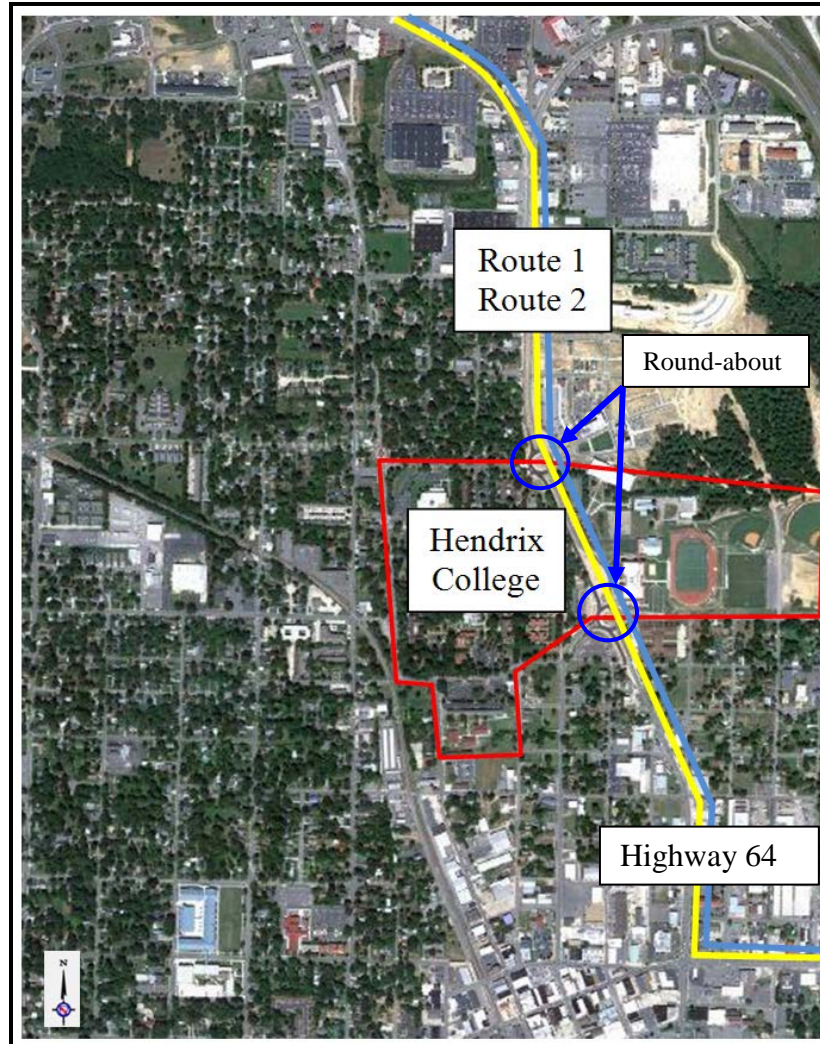 Route 1
Route 2
Round-about
Hendrix
College
Highway 64
N